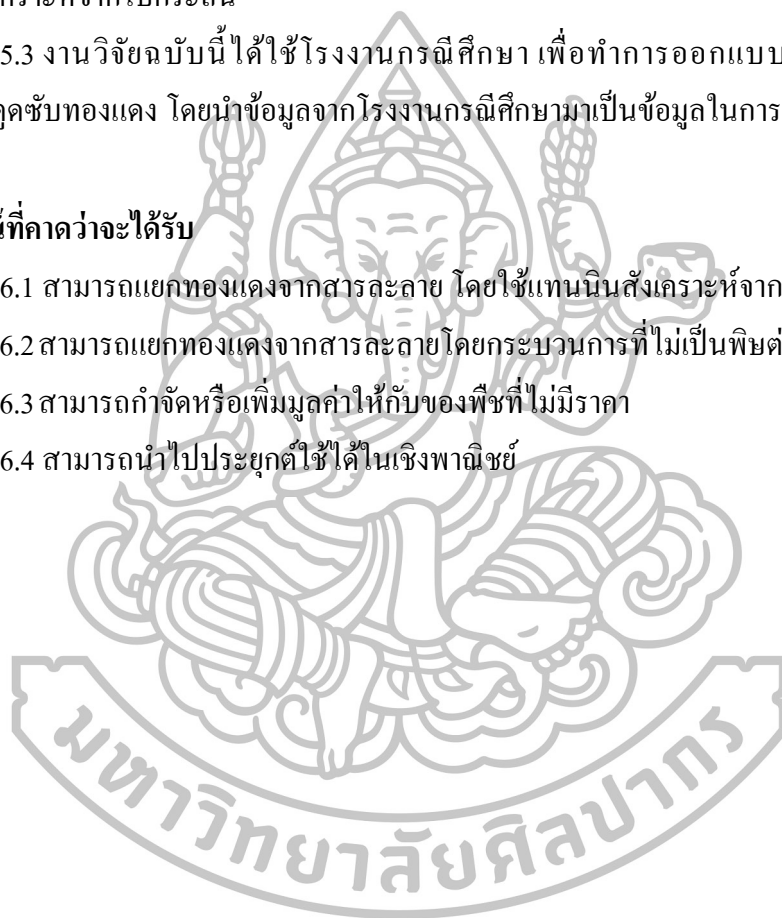 5.3 งานวิจัยฉบับนี้ได้ใช้โรงงานกรณีศึกษา เพื่อทำการออกแบบ
ดูดซับทองแดง โดยนำข้อมูลจากโรงงานกรณีศึกษามาเป็นข้อมูลในการ
ที่คาดว่าจะได้รับ
6.1 สามารถแยกทองแดงจากสารละลาย โดยใช้แทนนินสังเคราะห์จาก
6.2 สามารถแยกทองแดงจากสารละลายโดยกระบวนการที่ไม่เป็นพิษต่
6.3 สามารถกำจัดหรือเพิ่มมูลค่าให้กับของพืชที่ไม่มีราคา
6.4 สามารถนำไปประยุกต์ใช้ได้ในเชิงพาณิชย์
มหาวิทยาลัยศิลปากร